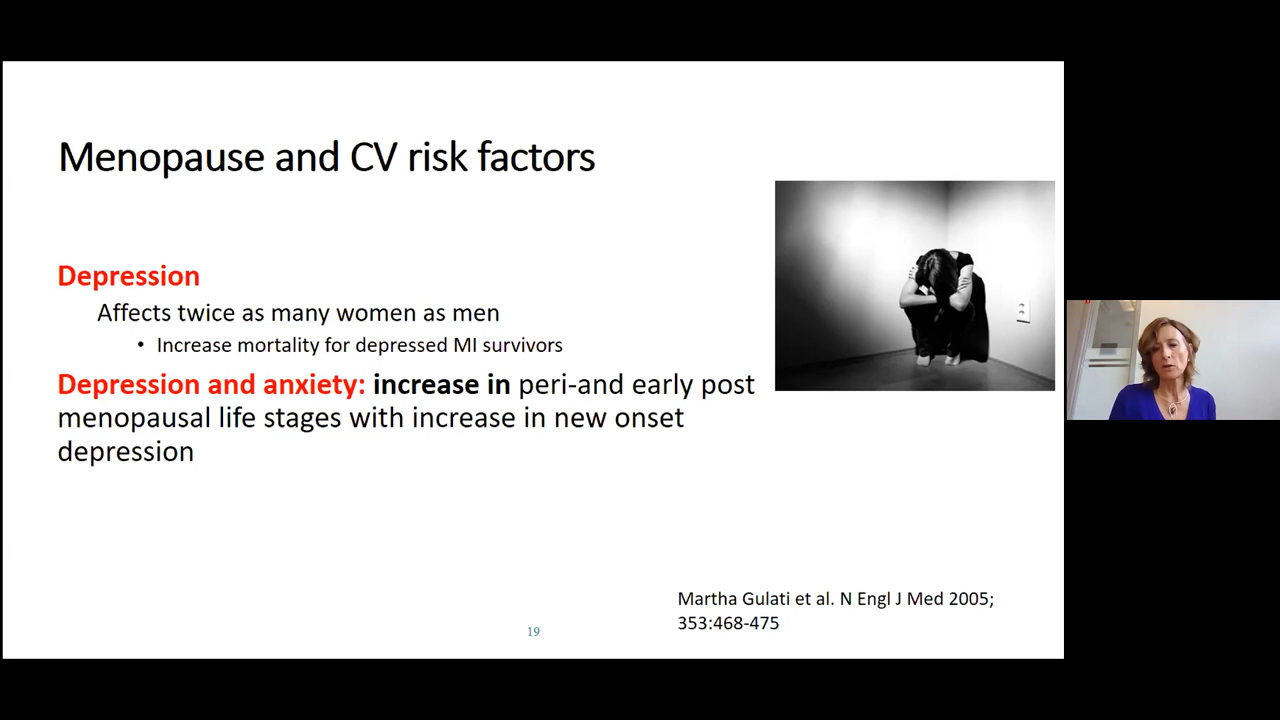 Menopause and CV risk factors
Depression
Affects twice as many women as men
• Increase mortality for depressed MI survivors
Depression and anxiety: increase in peri-and early post
menopausal life stages with increase in new onset
depression
Martha Gulati et al. N Engl J Med 2005;
353:468-475
19